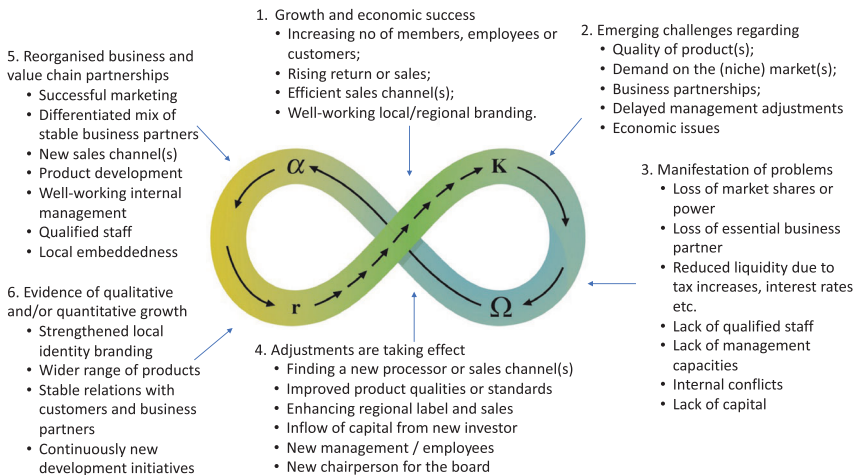 1. Growth and economic success
• Increasing no of members, employees or
customers;
• Rising return or sales;
• Efficient sales channel(s);
• Well-working local/regional branding.
2. Emerging challenges regarding
• Quality of product(s);
• Demand on the (niche) market(s);
• Business partnerships;
• Delayed management adjustments
• Economic issues
3. Manifestation of problems
• Loss of market shares or
power
• Loss of essential business
partner
• Reduced liquidity due to
tax increases, interest rates
etc.
• Lack of qualified staff
• Lack of management
capacities
• Internal conflicts
• Lack of capital
4. Adjustments are taking effect
• Finding a new processor or sales channel(s)
• Improved product qualities or standards
• Enhancing regional label and sales
• Inflow of capital from new investor
• New management / employees
• New chairperson for the board
5. Reorganised business and
value chain partnerships
• Successful marketing
• Differentiated mix of
stable business partners
• New sales channel(s)
• Product development
• Well-working internal
management
• Qualified staff
• Local embeddedness
6. Evidence of qualitative
and/or quantitative growth
• Strengthened local
identity branding
• Wider range of products
• Stable relations with
customers and business
partners
• Continuously new
development initiatives
α
K
r
Ω